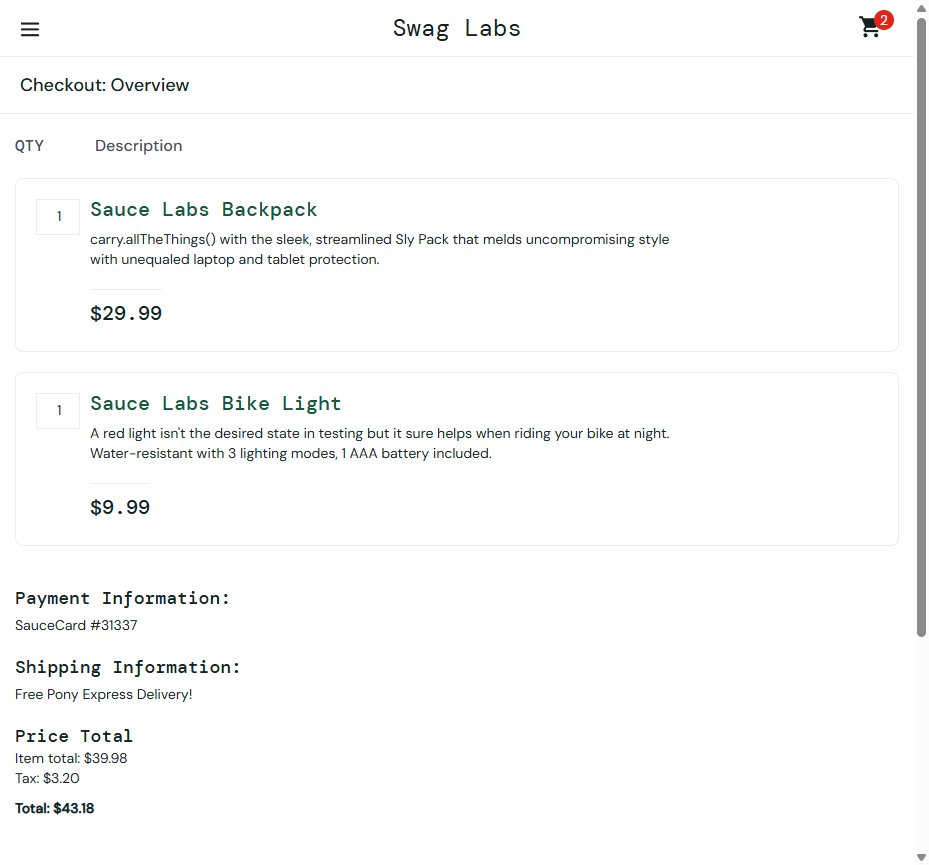 Swag Labs
2
Checkout: Overview
QTY Description
1
Sauce Labs Backpack
carry.allTheThings() with the sleek, streamlined Sly Pack that melds uncompromising style
with unequaled laptop and tablet protection.
$29.99
1
Sauce Labs Bike Light
A red light isn't the desired state in testing but it sure helps when riding your bike at night.
Water-resistant with 3 lighting modes, 1 AAA battery included.
$9.99
Payment Information:
SauceCard #31337
Shipping Information:
Free Pony Express Delivery!
Price Total
Item total: $39.98
Tax: $3.20
Total: $43.18